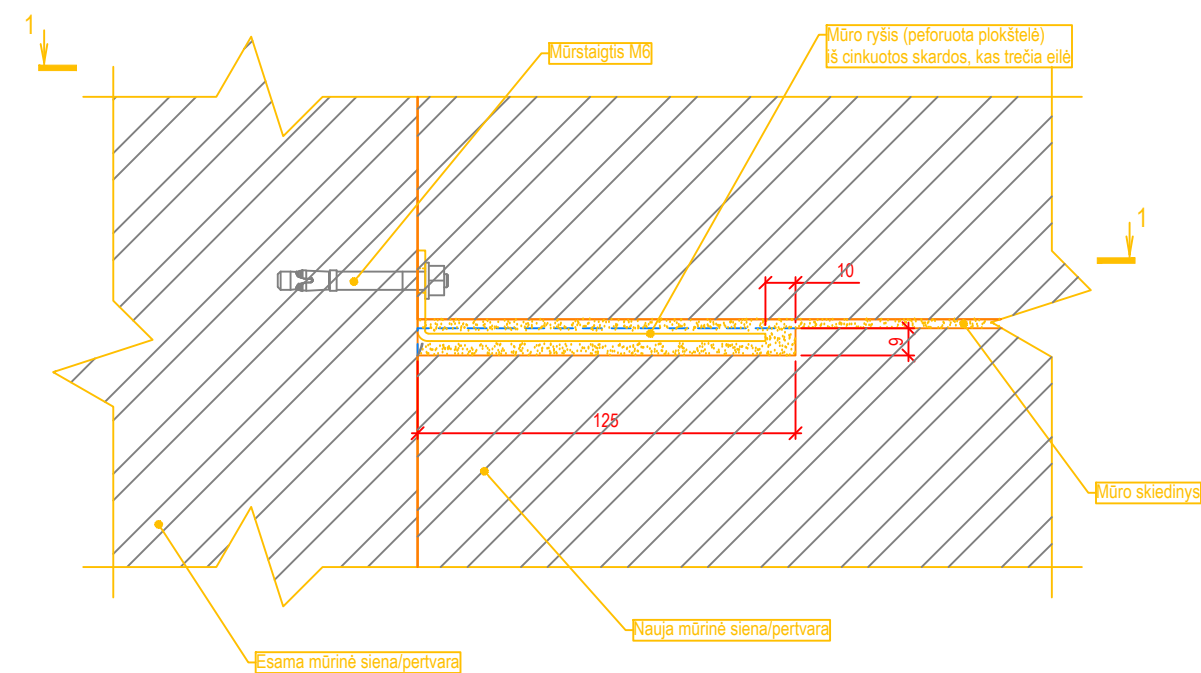 1
Mūrstaigtis M6
Mūro ryšis (peforuota plokštelė)
iš cinkuotos skardos, kas trečia eilė
1
10
9
125
Mūro skiedinys
Nauja mūrinė siena/pertvara
Esama mūrinė siena/pertvara